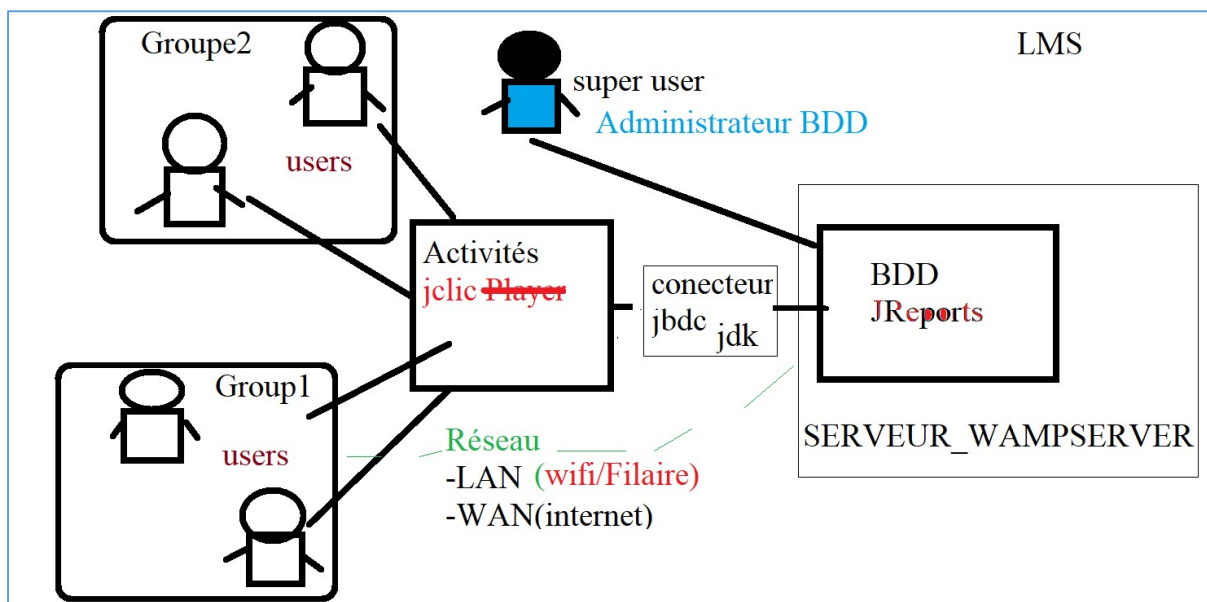 Groupe2
users
super user
Administrateur BDD
LMS
Activités
jclic Player
conecteur
jbdc
jdk
BDD
JReports
SERVEUR_WAMPSERVER
Group1
users
Réseau
-LAN (wifi/Filaire)
-WAN(internet)